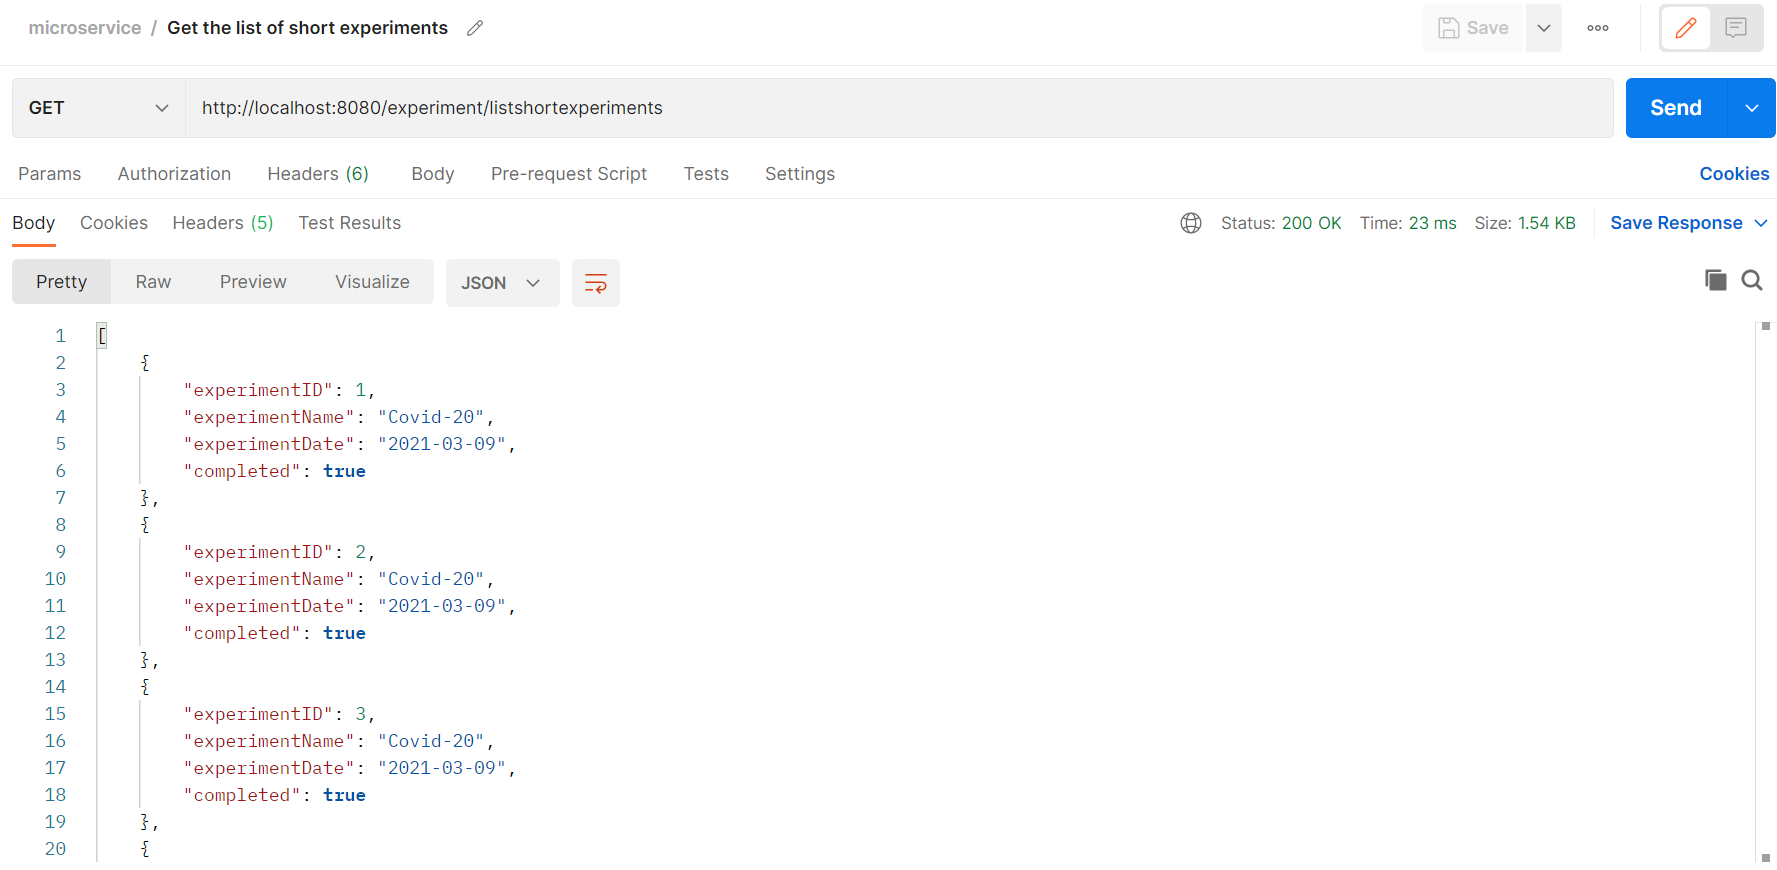 microservice / Get the list of short experiments
Save
GET
http://localhost:8080/experiment/listshortexperiments
Send
Params Authorization Headers (6) Body Pre-request Script Tests Settings Cookies
Body Cookies Headers (5) Test Results Status: 200 OK Time: 23 ms Size: 1.54 KB Save Response
Pretty Raw Preview Visualize JSON
1 [
2 {
3 "experimentID": 1,
4 "experimentName": "Covid-20",
5 "experimentDate": "2021-03-09",
6 "completed": true
7 },
8 {
9 "experimentID": 2,
10 "experimentName": "Covid-20",
11 "experimentDate": "2021-03-09",
12 "completed": true
13 },
14 {
15 "experimentID": 3,
16 "experimentName": "Covid-20",
17 "experimentDate": "2021-03-09",
18 "completed": true
19 },
20 {